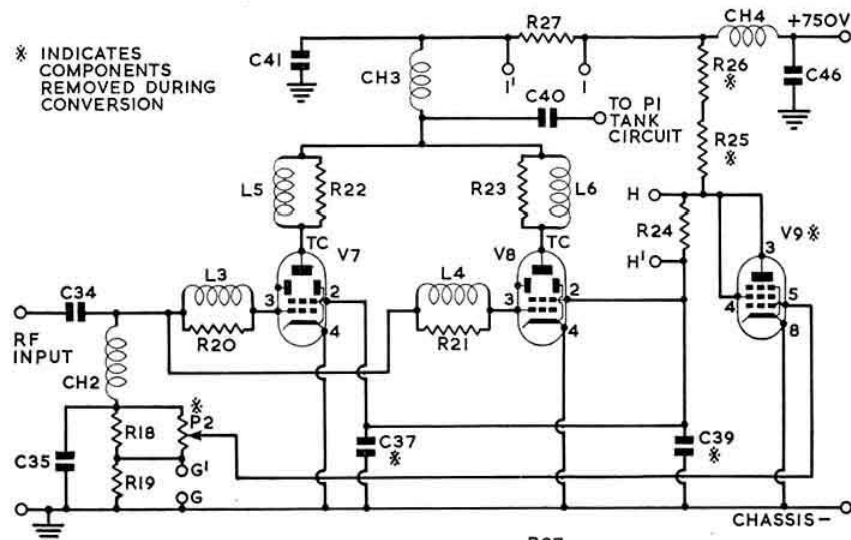 ※ INDICATES
COMPONENTS
REMOVED DURING
CONVERSION
C41
CH3
R27
I'
I
CH4
+750V
C46
R26
※
R25
※
C40
TO PI
TANK
CIRCUIT
L5
R22
R23
L6
H
R24
H'
V9※
3
4
5
8
TC
V7
TC
V8
C34
RF
INPUT
L3
R20
3
2
4
L4
R21
3
2
4
CH2
C35
R18
R19
※
P2
G'
G
C37
※
C39
※
CHASSIS-